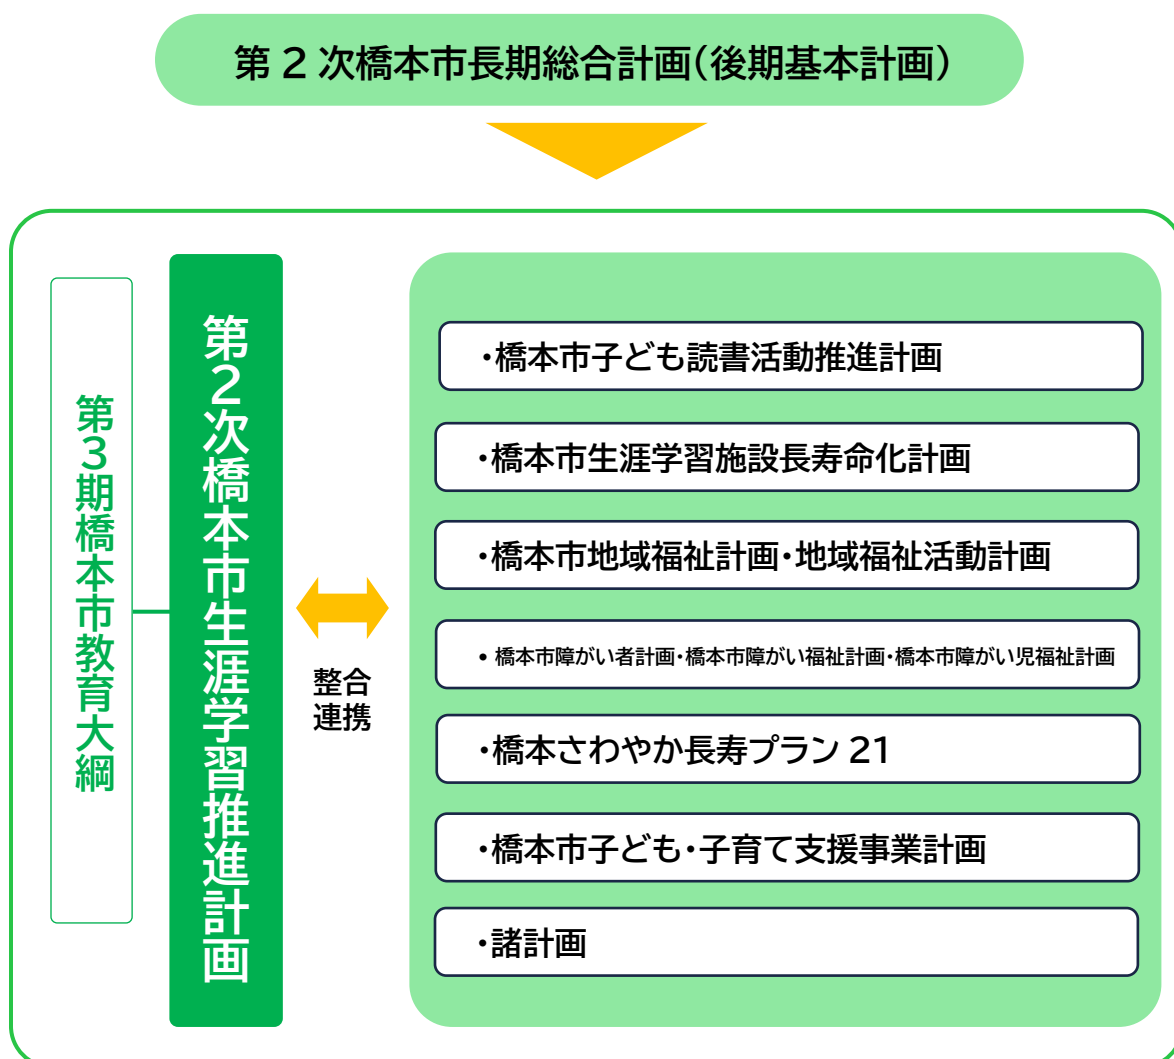 第 2 次橋本市長期総合計画(後期基本計画)
第3期橋本市教育大綱
第2次橋本市生涯学習推進計画
整合
連携
・橋本市子ども読書活動推進計画
・橋本市生涯学習施設長寿命化計画
・橋本市地域福祉計画・地域福祉活動計画
・橋本市障がい者計画・橋本市障がい福祉計画・橋本市障がい児福祉計画
・橋本さわやか長寿プラン 21
・橋本市子ども・子育て支援事業計画
・諸計画